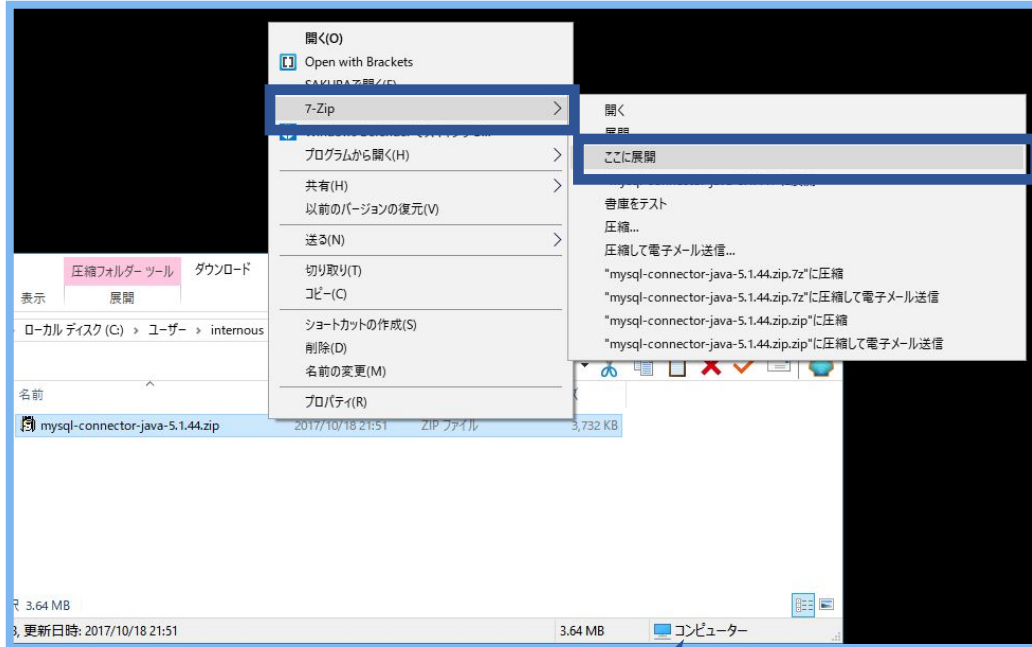 開く(O)
Open with Brackets
7-Zip
プログラムから開く(H)
共有(H)
以前のバージョンの復元(V)
送る(N)
切り取り(T)
コピー(C)
ショートカットの作成(S)
削除(D)
名前の変更(M)
プロパティ(R)
開く
ここに展開
書庫をテスト
圧縮...
圧縮して電子メール送信...
"mysql-connector-java-5.1.44.zip.7z"に圧縮
"mysql-connector-java-5.1.44.zip.7z"に圧縮して電子メール送信
"mysql-connector-java-5.1.44.zip.zip"に圧縮
"mysql-connector-java-5.1.44.zip.zip"に圧縮して電子メール送信
圧縮フォルダー ツール ダウンロード
表示 展開
ローカル ディスク (C:) › ユーザー › internous
名前
mysql-connector-java-5.1.44.zip 2017/10/18 21:51 ZIP ファイル 3,732 KB
3.64 MB
更新日時: 2017/10/18 21:51 3.64 MB コンピューター